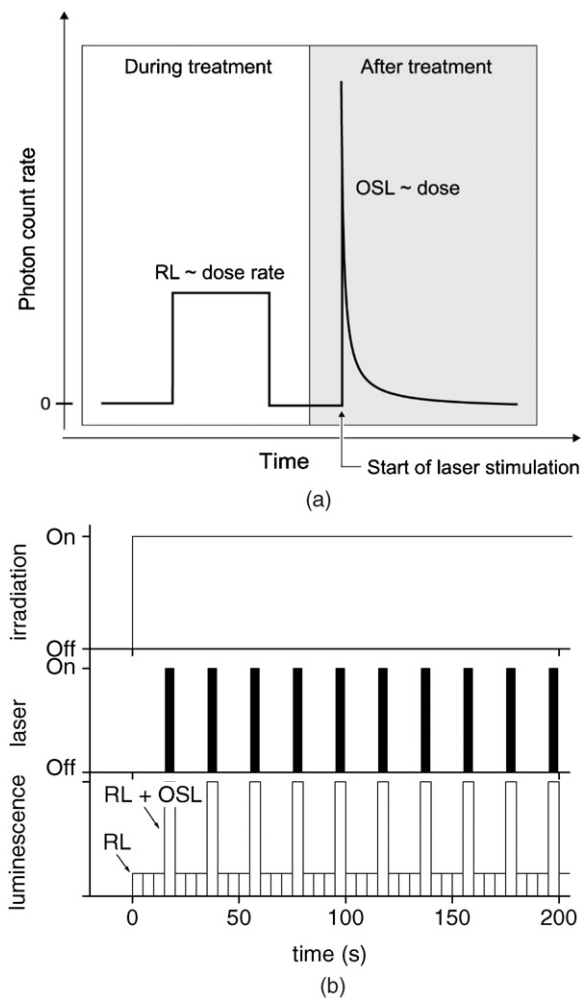 During treatment
After treatment
Photon count rate
OSL ~ dose
RL ~ dose rate
0
Time
Start of laser stimulation
(a)
On
irradiation
Off
On
laser
Off
RL + OSL
luminescence
RL
0 50 100 150 200
time (s)
(b)